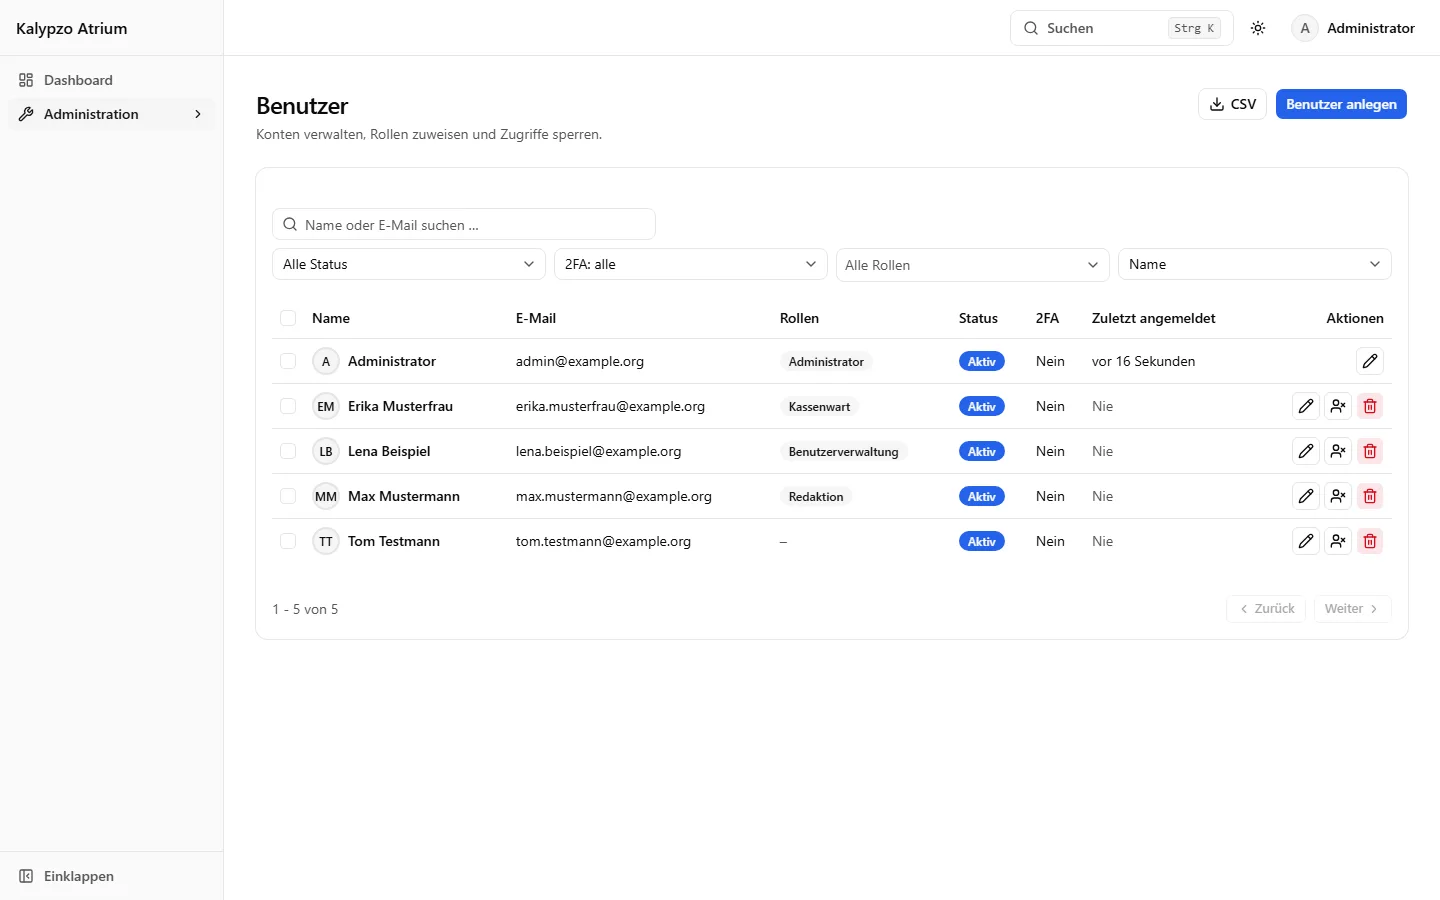 Kalypzo Atrium
Suchen
Strg K
A
Administrator
Dashboard
Administration
Benutzer
CSV
Benutzer anlegen
Konten verwalten, Rollen zuweisen und Zugriffe sperren.
Name oder E-Mail suchen ...
Alle Status
2FA: alle
Alle Rollen
Name
Name E-Mail Rollen Status 2FA Zuletzt angemeldet Aktionen
A Administrator admin@example.org Administrator Aktiv Nein vor 16 Sekunden
EM Erika Musterfrau erika.musterfrau@example.org Kassenwart Aktiv Nein Nie
LB Lena Beispiel lena.beispiel@example.org Benutzerverwaltung Aktiv Nein Nie
MM Max Mustermann max.mustermann@example.org Redaktion Aktiv Nein Nie
TT Tom Testmann tom.testmann@example.org – Aktiv Nein Nie
1 - 5 von 5
Zurück
Weiter
Einklappen